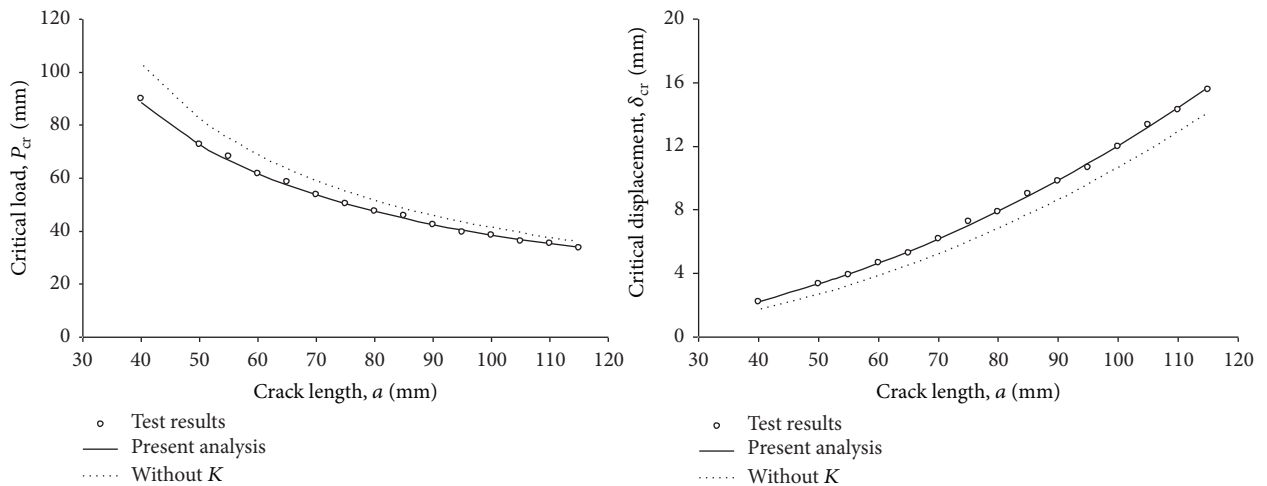 120
100
80
60
40
20
0
Critical load, P_cr (mm)
30 40 50 60 70 80 90 100 110 120
Crack length, a (mm)
Test results
Present analysis
Without K
20
16
12
8
4
0
Critical displacement, δ_cr (mm)
30 40 50 60 70 80 90 100 110 120
Crack length, a (mm)
Test results
Present analysis
Without K